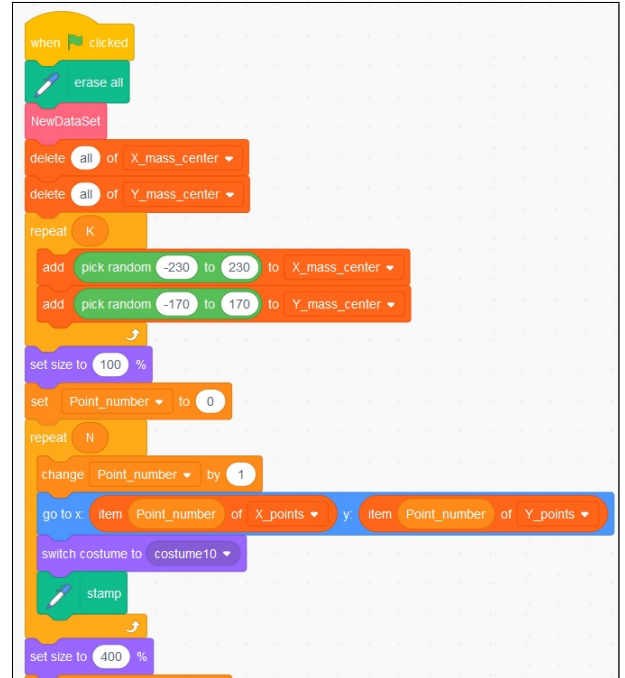 when clicked
erase all
NewDataSet
delete all of X_mass_center
delete all of Y_mass_center
repeat K
add pick random -230 to 230 to X_mass_center
add pick random -170 to 170 to Y_mass_center
set size to 100 %
set Point_number to 0
repeat N
change Point_number by 1
go to x: item Point_number of X_points y: item Point_number of Y_points
switch costume to costume10
stamp
set size to 400 %